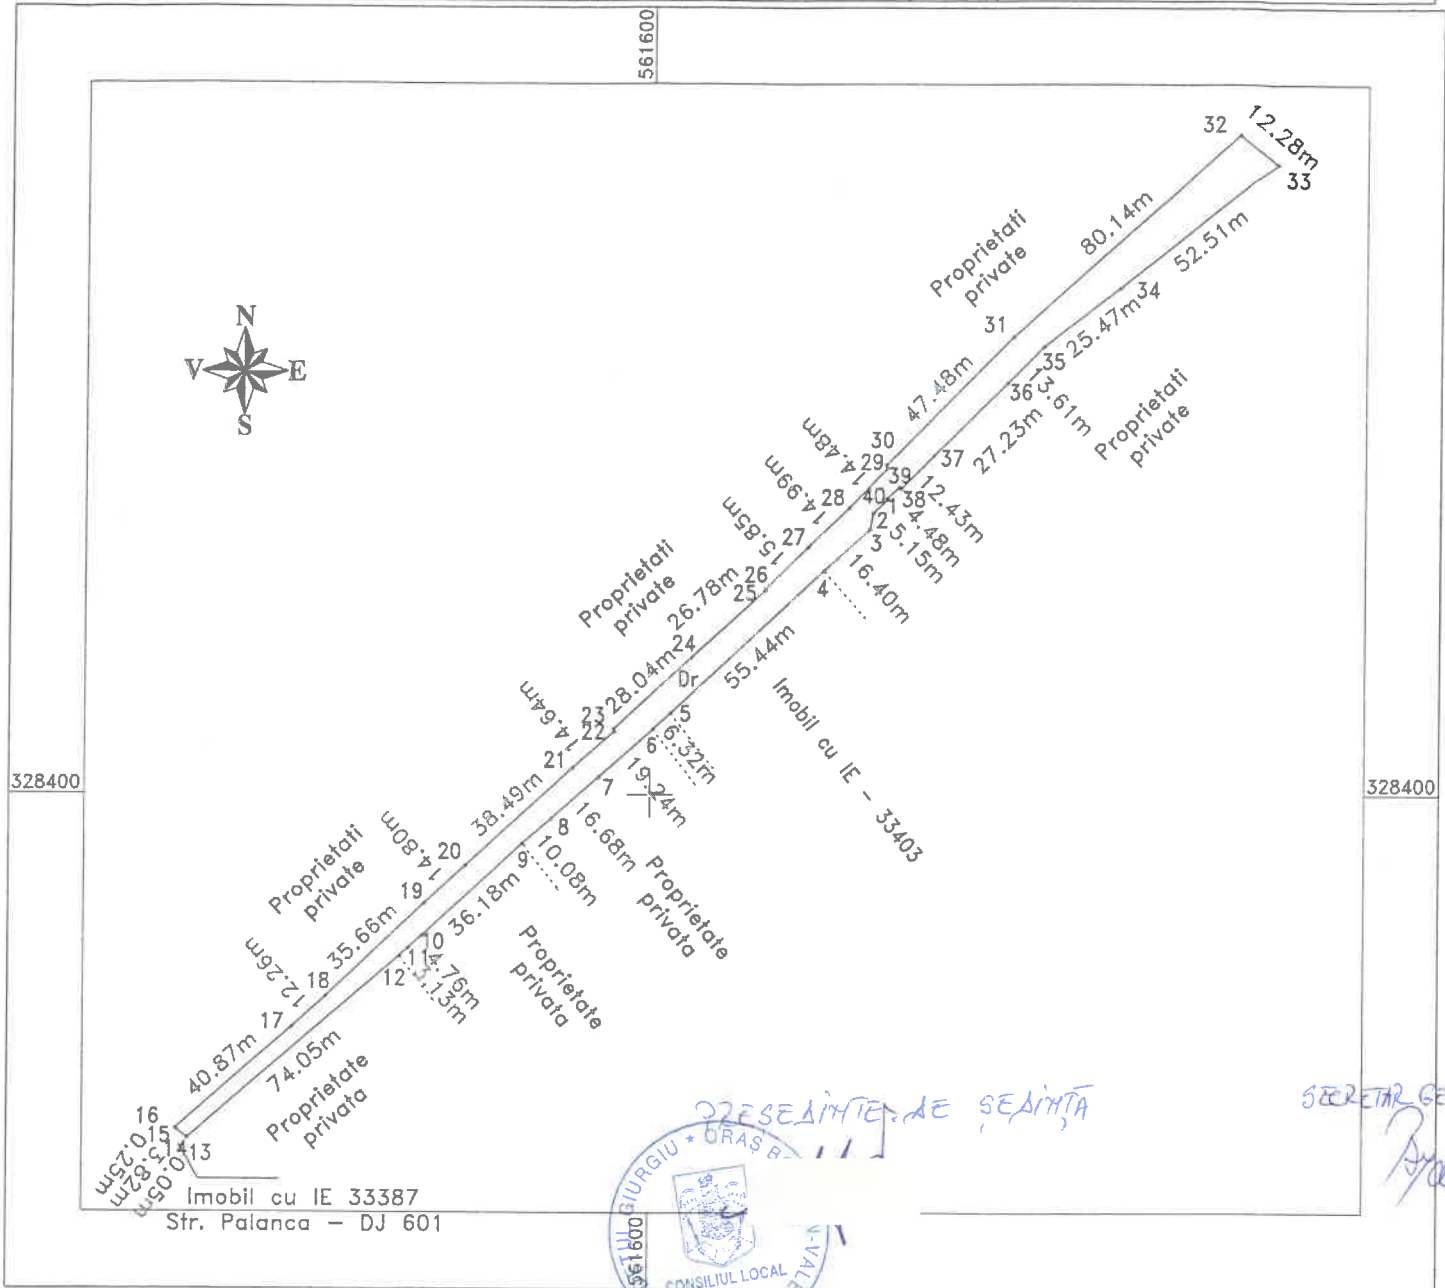 561600
32
12.28m
33
80.14m
Proprietati
private
52.51m
34
31
25.47m
35
N
V E
S
47.48m
36
13.61m
Proprietati
private
27.23m
30
14.48m
29
37
14.99m
39
28
40
1
38
12.43m
15.85m
2
4.48m
27
3
5.15m
16.40m
26
25
4
Proprietati
private
26.78m
24
55.44m
28.04m
Dr
Imobil cu IE - 33403
14.64m
23
22
5
6
6.32m
21
7
19.24m
328400
328400
38.49m
8
16.68m
14.80m
20
9
10.08m
Proprietati
private
19
36.18m
Proprietate
privata
35.66m
10
11
4.76m
12
3.13m
Proprietate
privata
12.26m
18
17
74.05m
40.87m
Proprietate
privata
16
15
14
13
0.25m
3.82m
0.05m
Imobil cu IE 33387
Str. Palanca - DJ 601
PRESEDINTE DE ȘEDINȚĂ
SECRETAR GE
GIURGIU * ORAȘ B
N-VALE
CONSILIUL LOCAL
561600